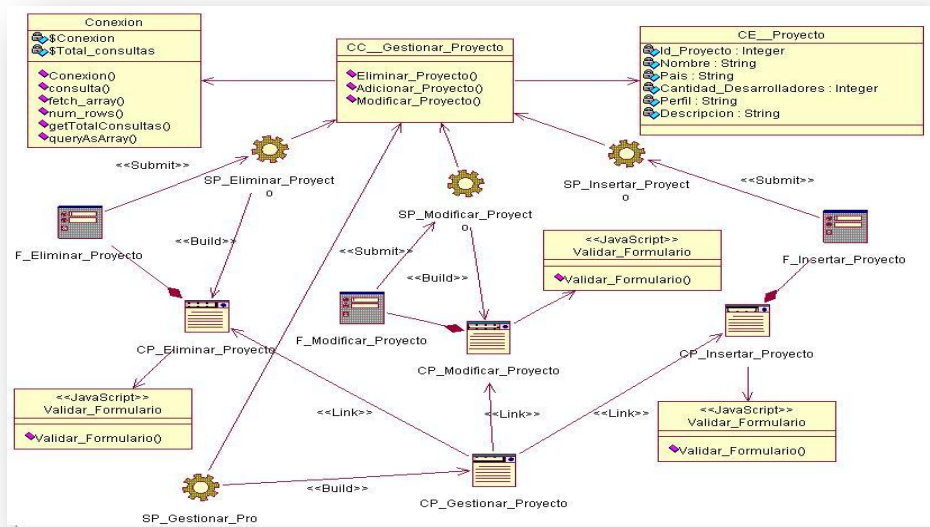 Conexion
$Conexion
$Total_consultas
Conexion()
consulta()
fetch_array()
num_rows()
getTotalConsultas()
queryAsArray()
CC__Gestionar_Proyecto
Eliminar_Proyecto()
Adicionar_Proyecto()
Modificar_Proyecto()
CE__Proyecto
Id_Proyecto : Integer
Nombre : String
Pais : String
Cantidad_Desarrolladores : Integer
Perfil : String
Descripcion : String
<<Submit>>
SP_Eliminar_Proyect
o
SP_Modificar_Proyect
o
SP_Insertar_Proyect
o
<<Submit>>
F_Eliminar_Proyecto
<<Build>>
<<Submit>>
<<Build>>
<<JavaScript>>
Validar_Formulario
Validar_Formulario()
F_Insertar_Proyecto
CP_Eliminar_Proyecto
F_Modificar_Proyecto
CP_Modificar_Proyecto
CP_Insertar_Proyecto
<<JavaScript>>
Validar_Formulario
Validar_Formulario()
<<Link>>
<<Link>>
<<Link>>
<<JavaScript>>
Validar_Formulario
Validar_Formulario()
SP_Gestionar_Pro
<<Build>>
CP_Gestionar_Proyecto